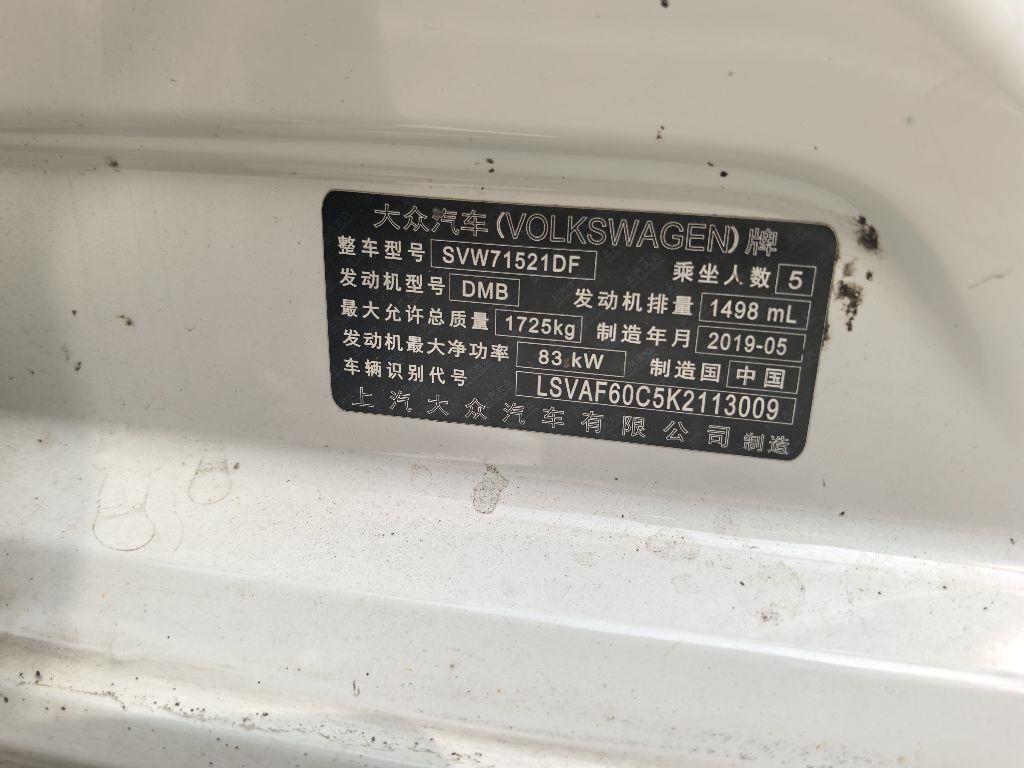 大众汽车(VOLKSWAGEN)牌
整车型号 SVW71521DF 乘坐人数 5
发动机型号 DMB 发动机排量 1498 mL
最大允许总质量 1725kg 制造年月 2019-05
发动机最大净功率 83 kW 制造国 中国
车辆识别代号 LSVAF60C5K2113009
上汽大众汽车有限公司 制造